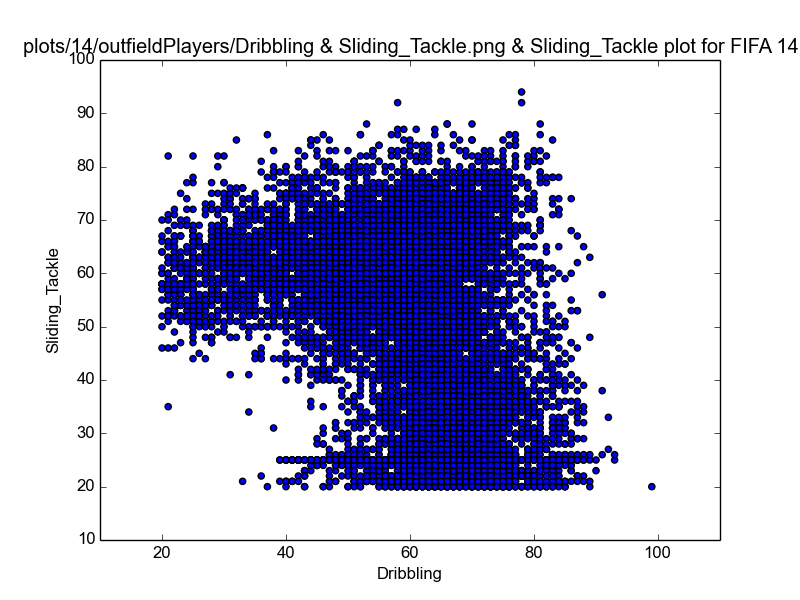 plots/14/outfieldPlayers/Dribbling & Sliding_Tackle.png & Sliding_Tackle plot for FIFA 14
100
90
80
70
60
50
40
30
20
10
Sliding_Tackle
20 40 60 80 100
Dribbling